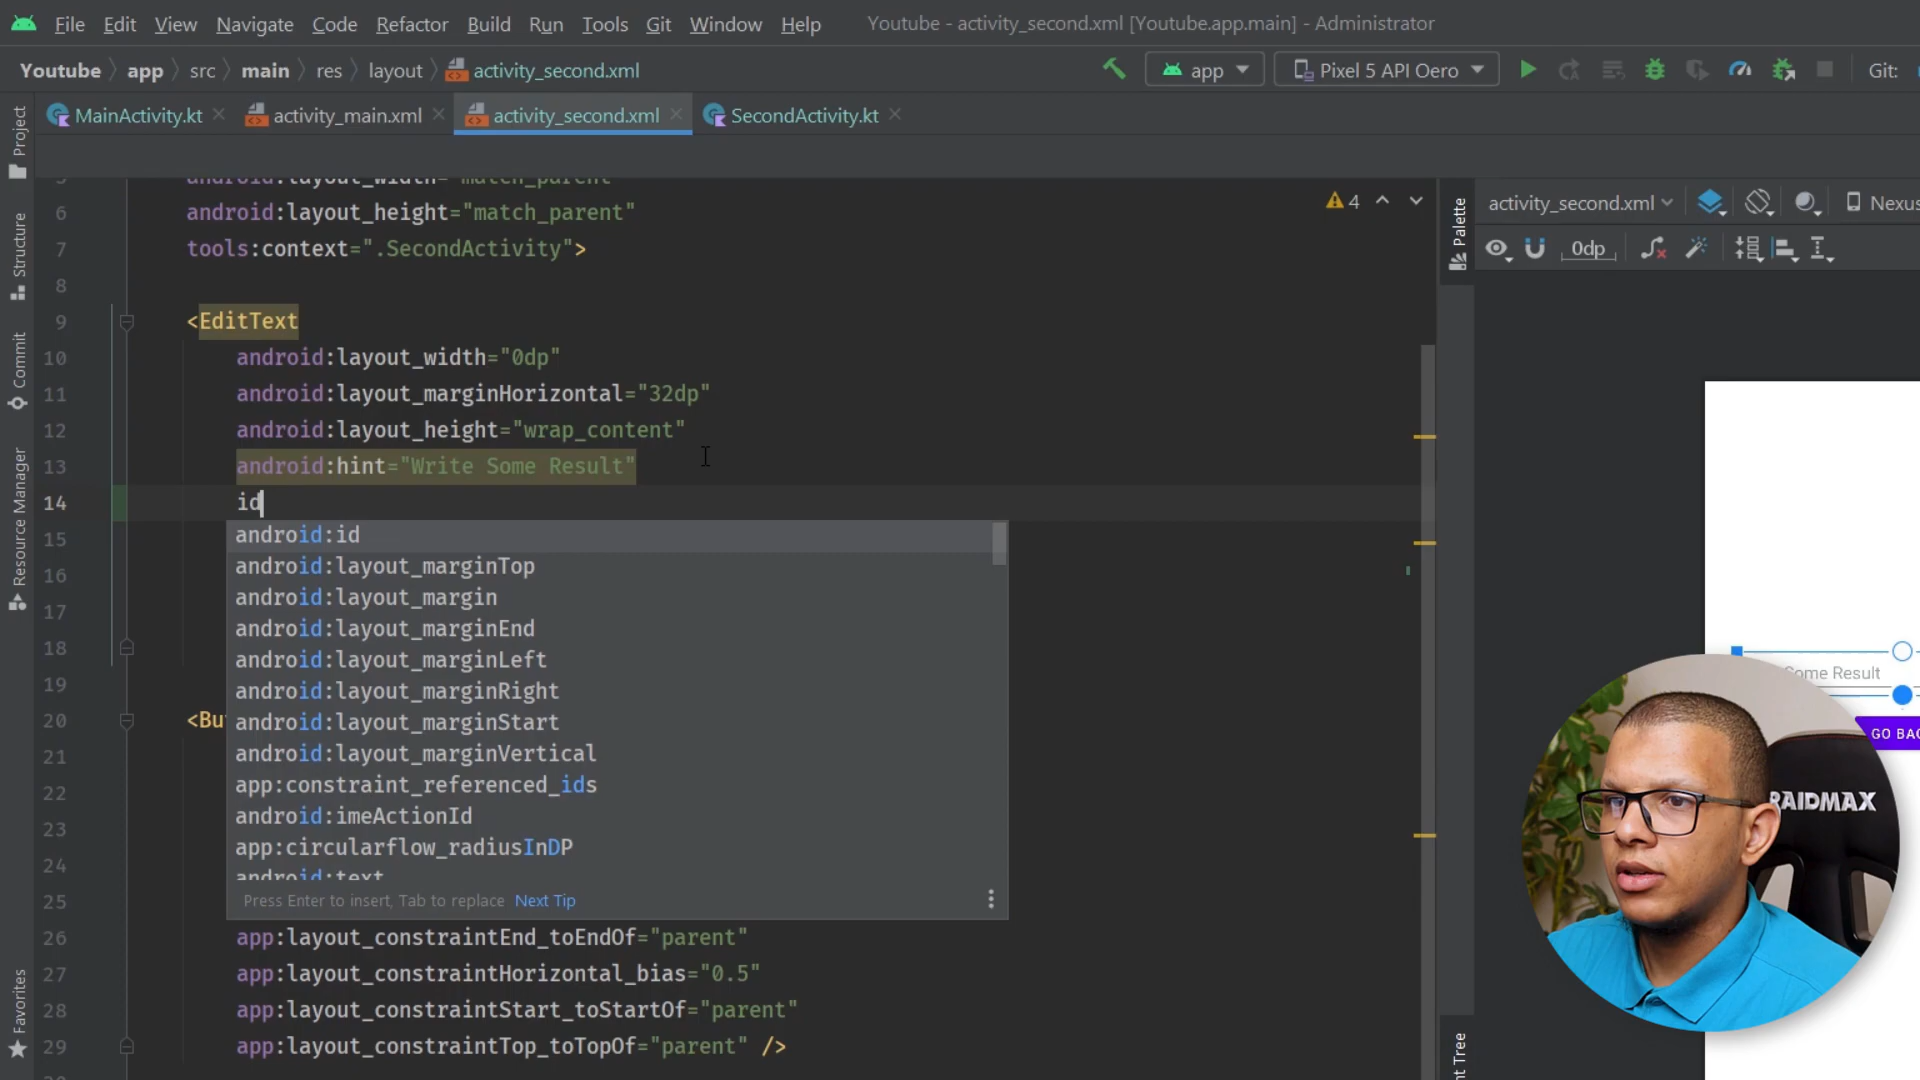 File Edit View Navigate Code Refactor Build Run Tools Git Window Help Youtube - activity_second.xml [Youtube.app.main] - Administrator
Youtube app src main res layout activity_second.xml app Pixel 5 API Oero Git:
MainActivity.kt activity_main.xml activity_second.xml SecondActivity.kt
Project
Structure
Commit
Resource Manager
Favorites
6 android:layout_height="match_parent"
7 tools:context=".SecondActivity">
8
9 <EditText
10 android:layout_width="0dp"
11 android:layout_marginHorizontal="32dp"
12 android:layout_height="wrap_content"
13 android:hint="Write Some Result"
14 id
15
16
17
18
19
20 <Bu
21
22
23
24
25
26 app:layout_constraintEnd_toEndOf="parent"
27 app:layout_constraintHorizontal_bias="0.5"
28 app:layout_constraintStart_toStartOf="parent"
29 app:layout_constraintTop_toTopOf="parent" />
android:id
android:layout_marginTop
android:layout_margin
android:layout_marginEnd
android:layout_marginLeft
android:layout_marginRight
android:layout_marginStart
android:layout_marginVertical
app:constraint_referenced_ids
android:imeActionId
app:circularflow_radiusInDP
android:text
Press Enter to insert, Tab to replace Next Tip
4
Palette
activity_second.xml Nexus
0dp
Some Result
GO BAC
RAIDMAX
nt Tree